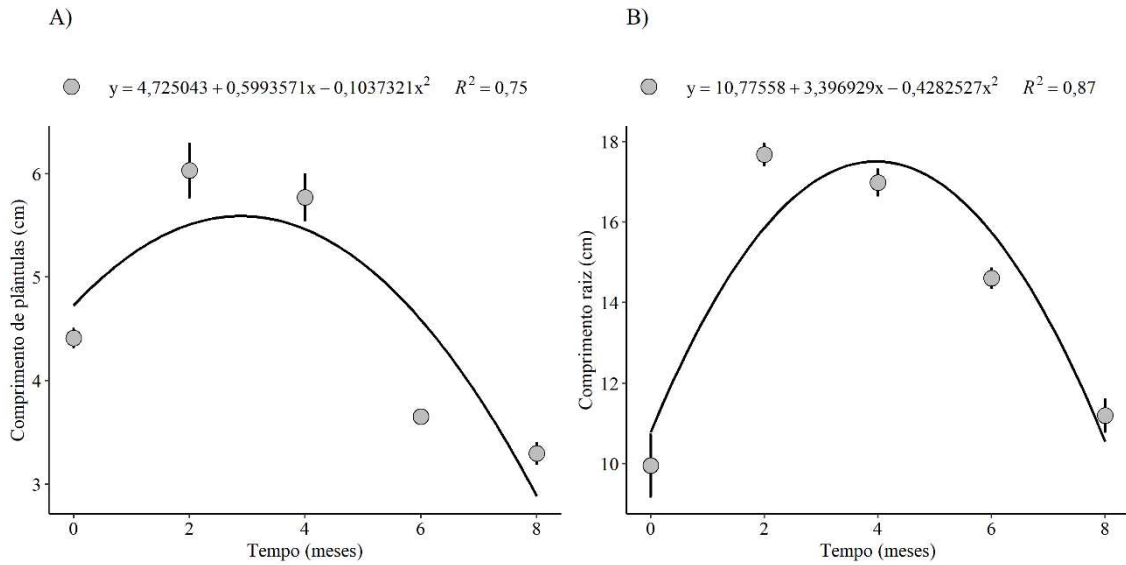 A)
y = 4,725043 + 0,5993571x − 0,1037321x² R² = 0,75
Comprimento de plântulas (cm)
6
5
4
3
0 2 4 6 8
Tempo (meses)
B)
y = 10,77558 + 3,396929x − 0,4282527x² R² = 0,87
Comprimento raiz (cm)
18
16
14
12
10
0 2 4 6 8
Tempo (meses)